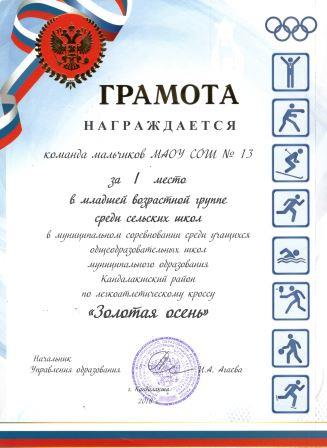 ГРАМОТА
НАГРАЖДАЕТСЯ
команда мальчиков МАОУ СОШ № 13
за I место
в младшей возрастной группе
среди сельских школ
в муниципальном соревновании среди учащихся
общеобразовательных школ
муниципального образования
Кандалакшский район
по легкоатлетическому кроссу
«Золотая осень»
Начальник
Управления образования И.А. Агаева
г. Кандалакша